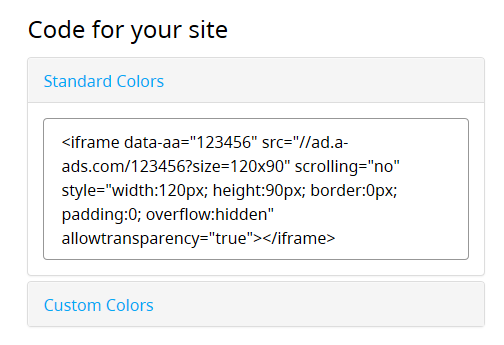 Code for your site
Standard Colors
<iframe data-aa="123456" src="//ad.a-
ads.com/123456?size=120x90" scrolling="no"
style="width:120px; height:90px; border:0px;
padding:0; overflow:hidden"
allowtransparency="true"></iframe>
Custom Colors